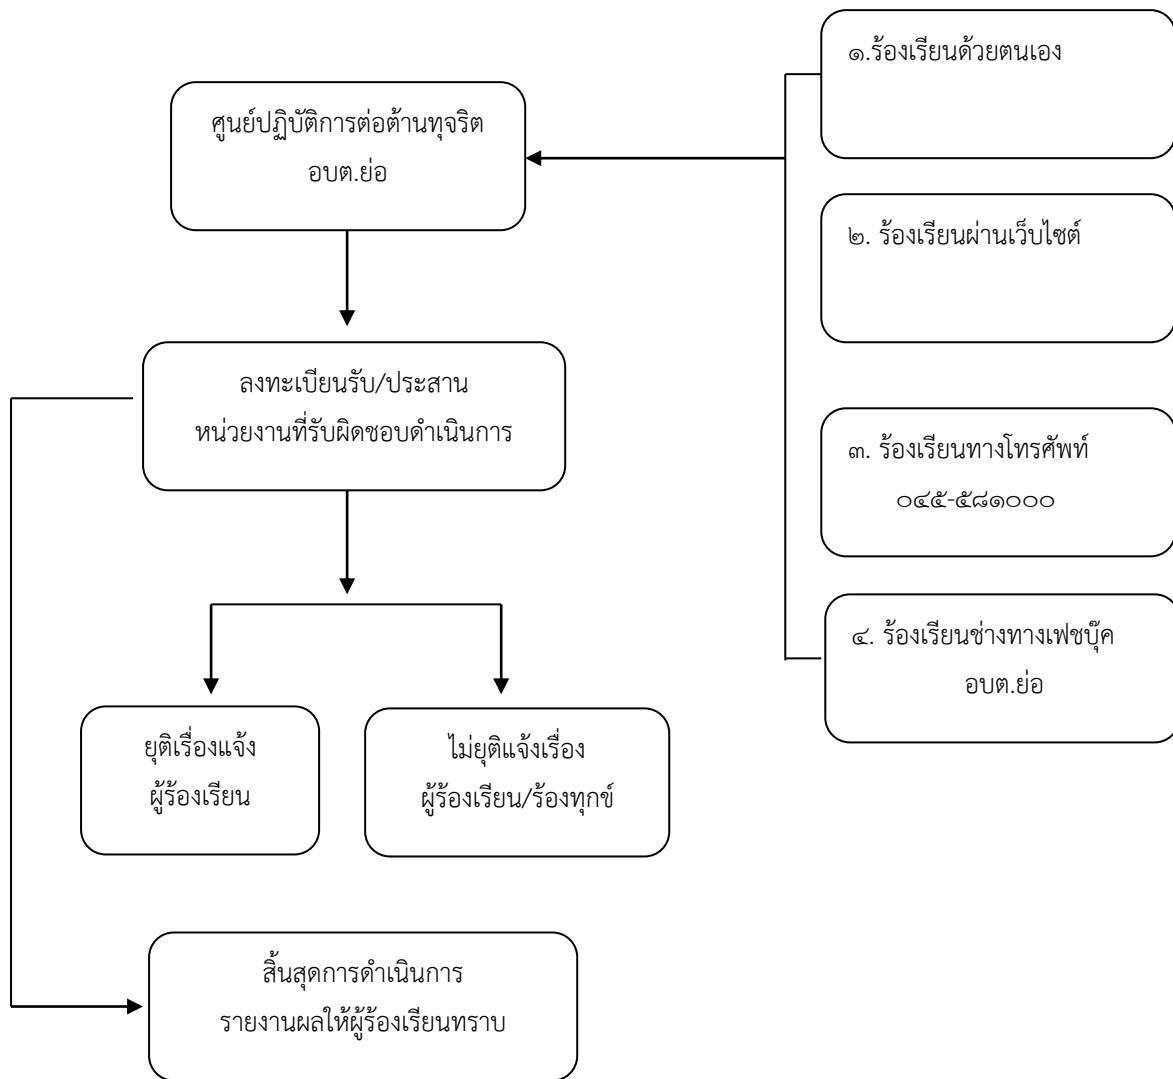 ๑.ร้องเรียนด้วยตนเอง
ศูนย์ปฏิบัติการต่อต้านทุจริต
อบต.ย่อ
๒. ร้องเรียนผ่านเว็บไซต์
ลงทะเบียนรับ/ประสาน
หน่วยงานที่รับผิดชอบดำเนินการ
๓. ร้องเรียนทางโทรศัพท์
๐๔๕-๕๘๑๐๐๐
๔. ร้องเรียนช่างทางเฟซบุ๊ค
อบต.ย่อ
ยุติเรื่องแจ้ง
ผู้ร้องเรียน
ไม่ยุติแจ้งเรื่อง
ผู้ร้องเรียน/ร้องทุกข์
สิ้นสุดการดำเนินการ
รายงานผลให้ผู้ร้องเรียนทราบ